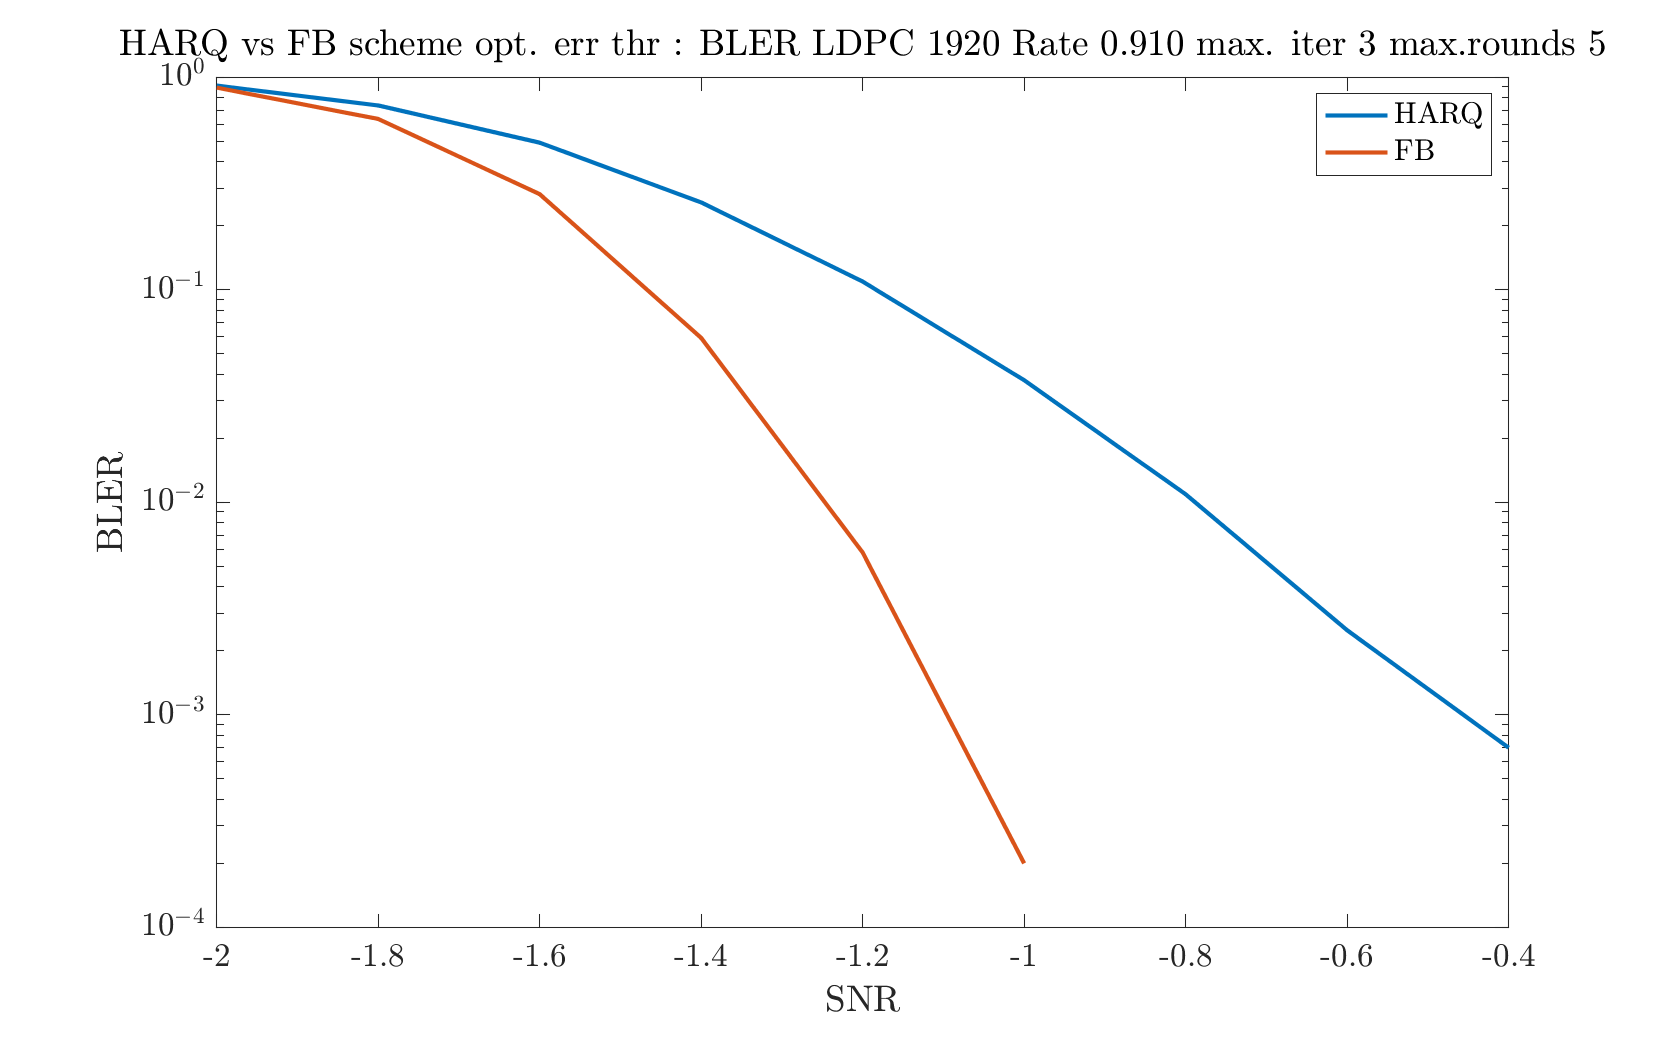 HARQ vs FB scheme opt. err thr : BLER LDPC 1920 Rate 0.910 max. iter 3 max.rounds 5
10^0
HARQ
FB
10^-1
10^-2
10^-3
10^-4
BLER
-2 -1.8 -1.6 -1.4 -1.2 -1 -0.8 -0.6 -0.4
SNR